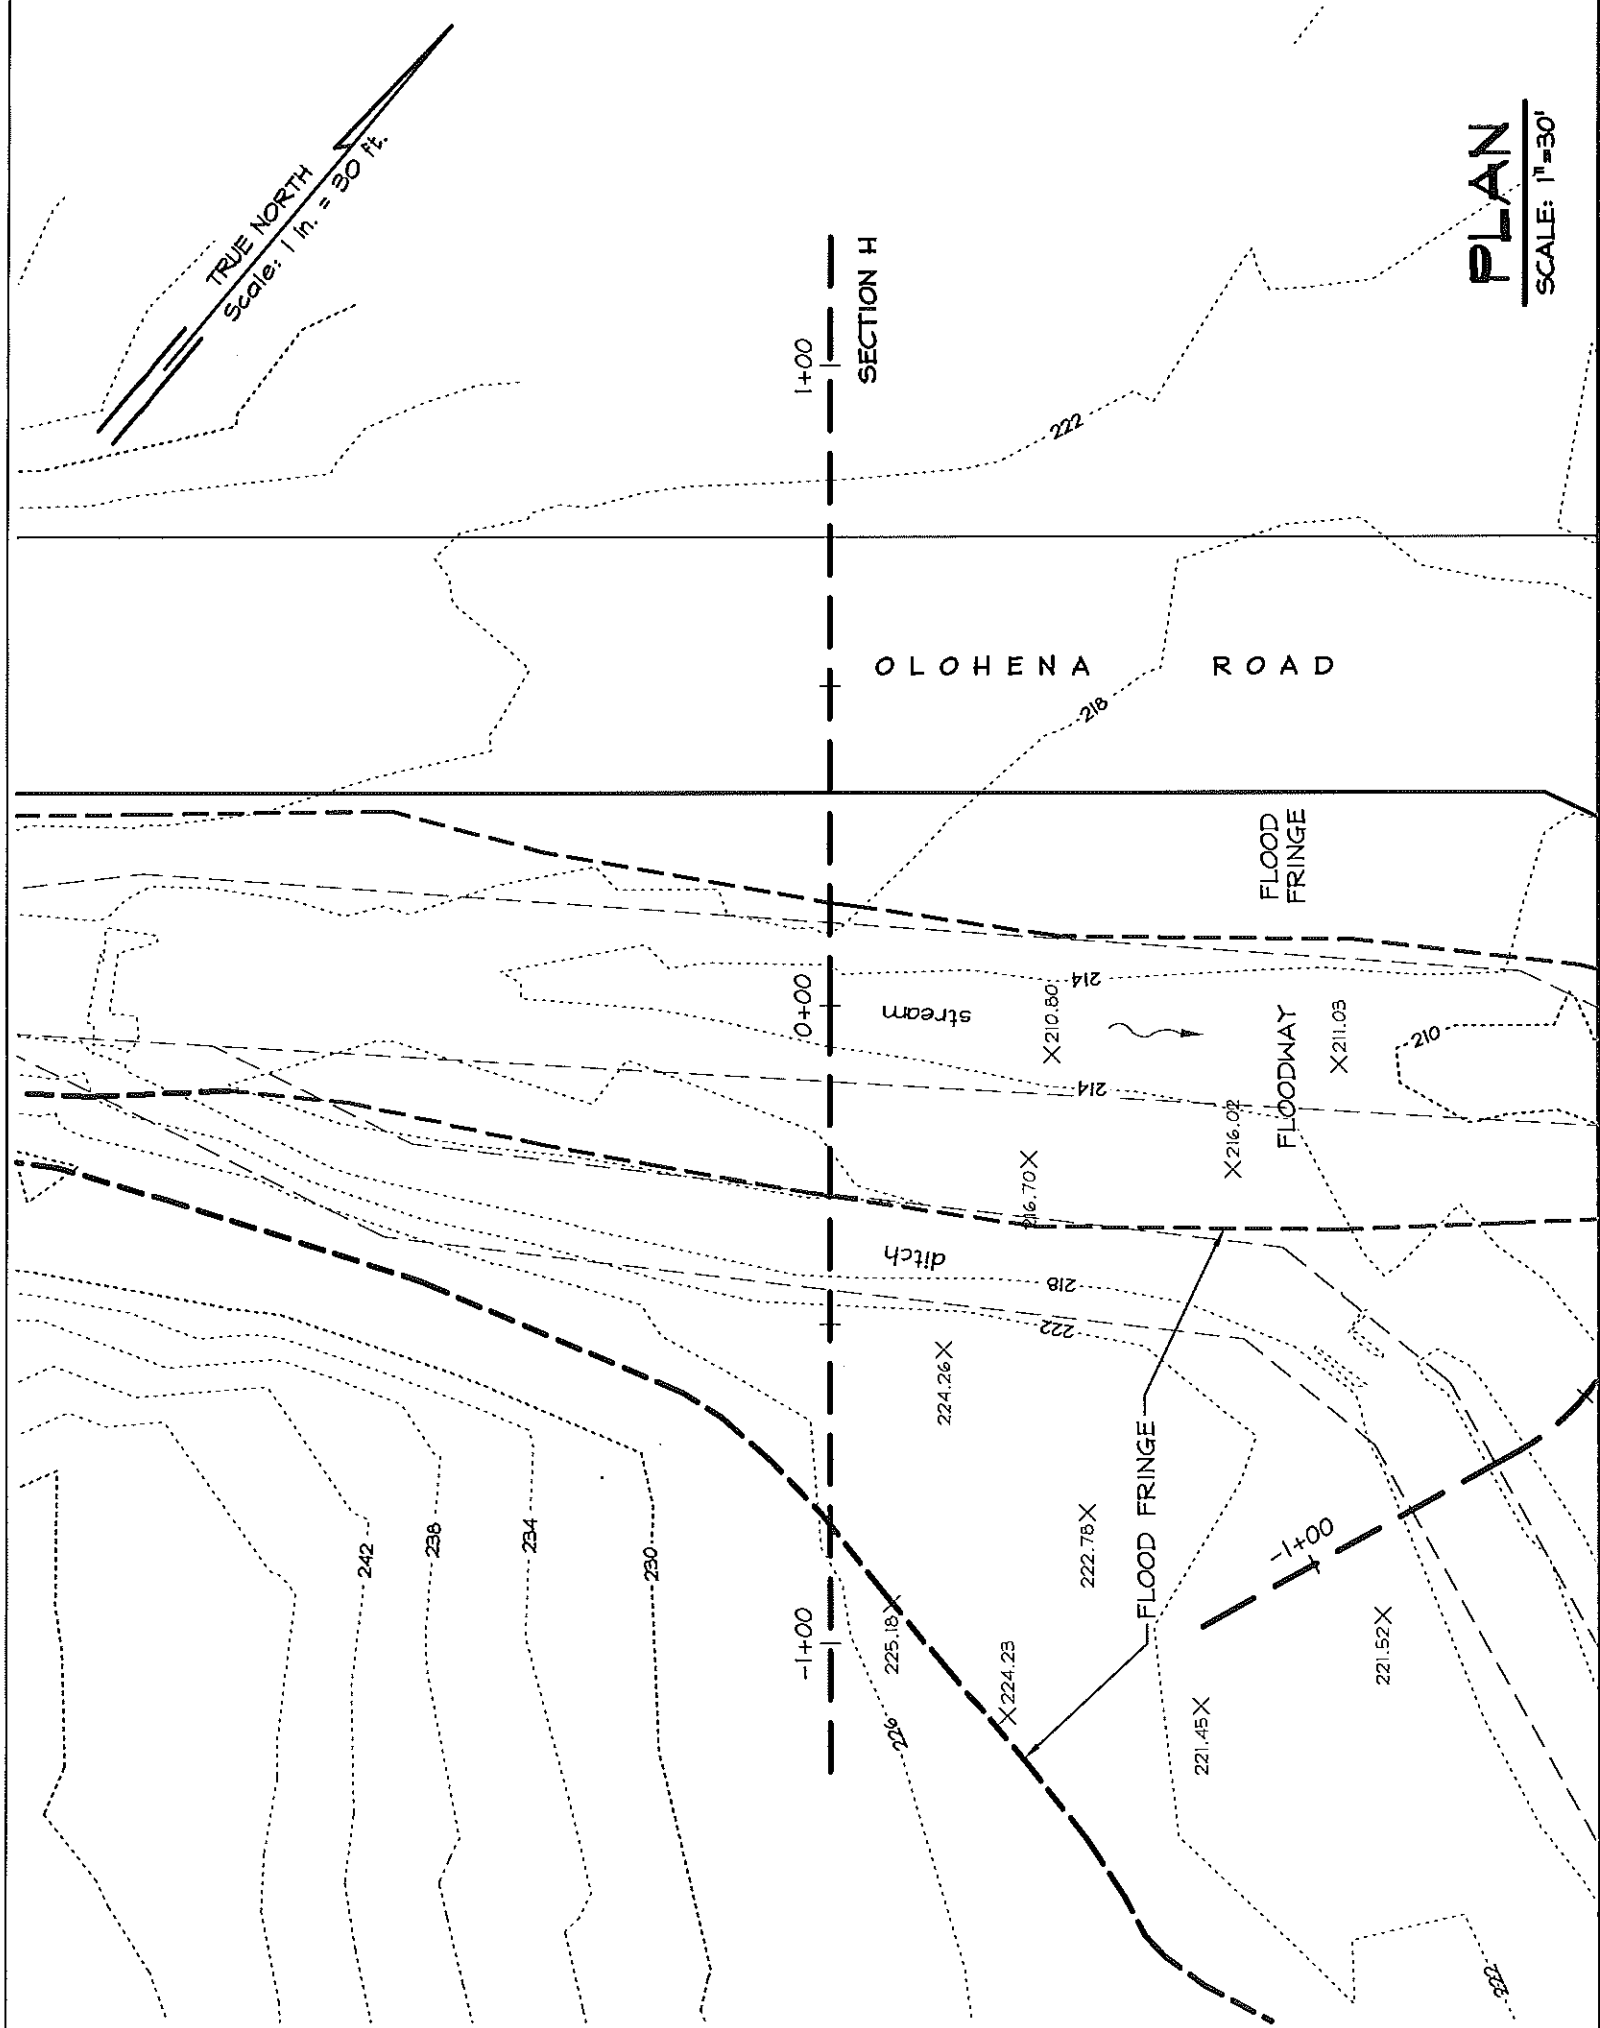 TRUE NORTH
Scale: 1 in. = 30 ft.
PLAN
SCALE: 1"=30'
1+00
SECTION H
222
OLOHENA ROAD
218
FLOOD
FRINGE
0+00
stream
214
X210.80
X211.03
210
FLOODWAY
214
X216.02
216.70X
ditch
218
222
224.26X
222.78X
FLOOD FRINGE
-1+00
-1+00
225.18X
X224.23
226
221.45X
221.52X
222
242
238
234
230